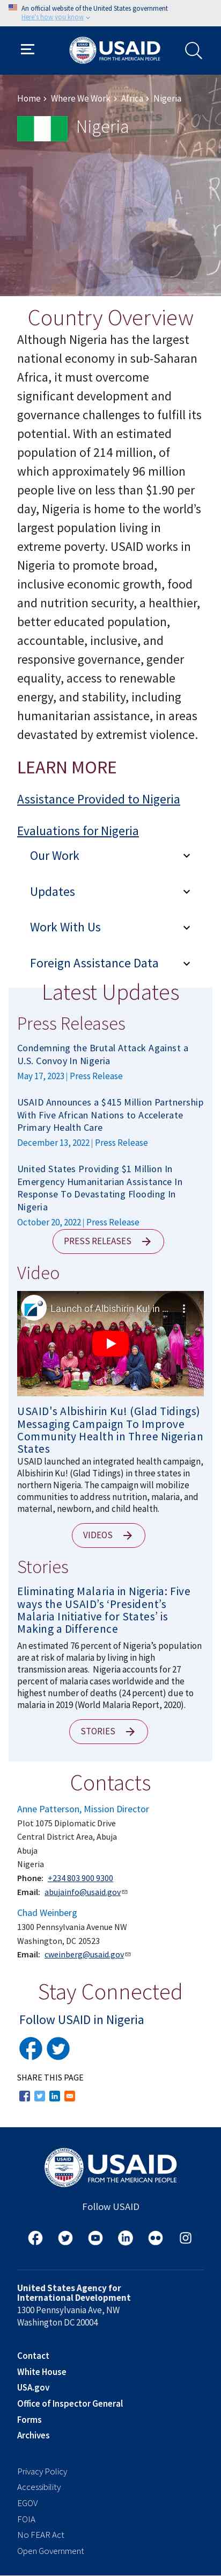 An official website of the United States government
Here's how you know
USAID
FROM THE AMERICAN PEOPLE
Home > Where We Work > Africa > Nigeria
Nigeria
Country Overview
Although Nigeria has the largest
national economy in sub-Saharan
Africa, it must overcome
significant development and
governance challenges to fulfill its
potential. With an estimated
population of 214 million, of
which approximately 96 million
people live on less than $1.90 per
day, Nigeria is home to the world's
largest population living in
extreme poverty. USAID works in
Nigeria to promote broad,
inclusive economic growth, food
and nutrition security, a healthier,
better educated population,
accountable, inclusive, and
responsive governance, gender
equality, access to renewable
energy, and stability, including
humanitarian assistance, in areas
devastated by extremist violence.
LEARN MORE
Assistance Provided to Nigeria
Evaluations for Nigeria
Our Work
Updates
Work With Us
Foreign Assistance Data
Latest Updates
Press Releases
Condemning the Brutal Attack Against a
U.S. Convoy In Nigeria
May 17, 2023 | Press Release
USAID Announces a $415 Million Partnership
With Five African Nations to Accelerate
Primary Health Care
December 13, 2022 | Press Release
United States Providing $1 Million In
Emergency Humanitarian Assistance In
Response To Devastating Flooding In
Nigeria
October 20, 2022 | Press Release
PRESS RELEASES
Video
Launch of Albishirin Ku! in ...
USAID's Albishirin Ku! (Glad Tidings)
Messaging Campaign To Improve
Community Health in Three Nigerian
States
USAID launched an integrated health campaign,
Albishirin Ku! (Glad Tidings) in three states in
northern Nigeria. The campaign will mobilize
communities to address nutrition, malaria, and
maternal, newborn, and child health.
VIDEOS
Stories
Eliminating Malaria in Nigeria: Five
ways the USAID's 'President's
Malaria Initiative for States' is
Making a Difference
An estimated 76 percent of Nigeria's population
are at risk of malaria by living in high
transmission areas. Nigeria accounts for 27
percent of malaria cases worldwide and the
highest number of deaths (24 percent) due to
malaria in 2019 (World Malaria Report, 2020).
STORIES
Contacts
Anne Patterson, Mission Director
Plot 1075 Diplomatic Drive
Central District Area, Abuja
Abuja
Nigeria
Phone: +234 803 900 9300
Email: abujainfo@usaid.gov
Chad Weinberg
1300 Pennsylvania Avenue NW
Washington, DC 20523
Email: cweinberg@usaid.gov
Stay Connected
Follow USAID in Nigeria
SHARE THIS PAGE
USAID
FROM THE AMERICAN PEOPLE
Follow USAID
United States Agency for
International Development
1300 Pennsylvania Ave, NW
Washington DC 20004
Contact
White House
USA.gov
Office of Inspector General
Forms
Archives
Privacy Policy
Accessibility
EGOV
FOIA
No FEAR Act
Open Government